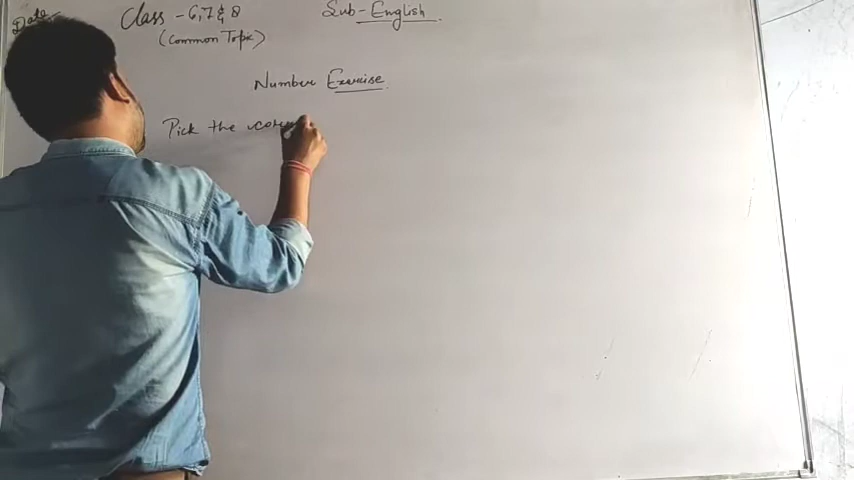 Date
Class - 6,7 & 8
Sub- English
(Common Topic)
Number Exercise
Pick the